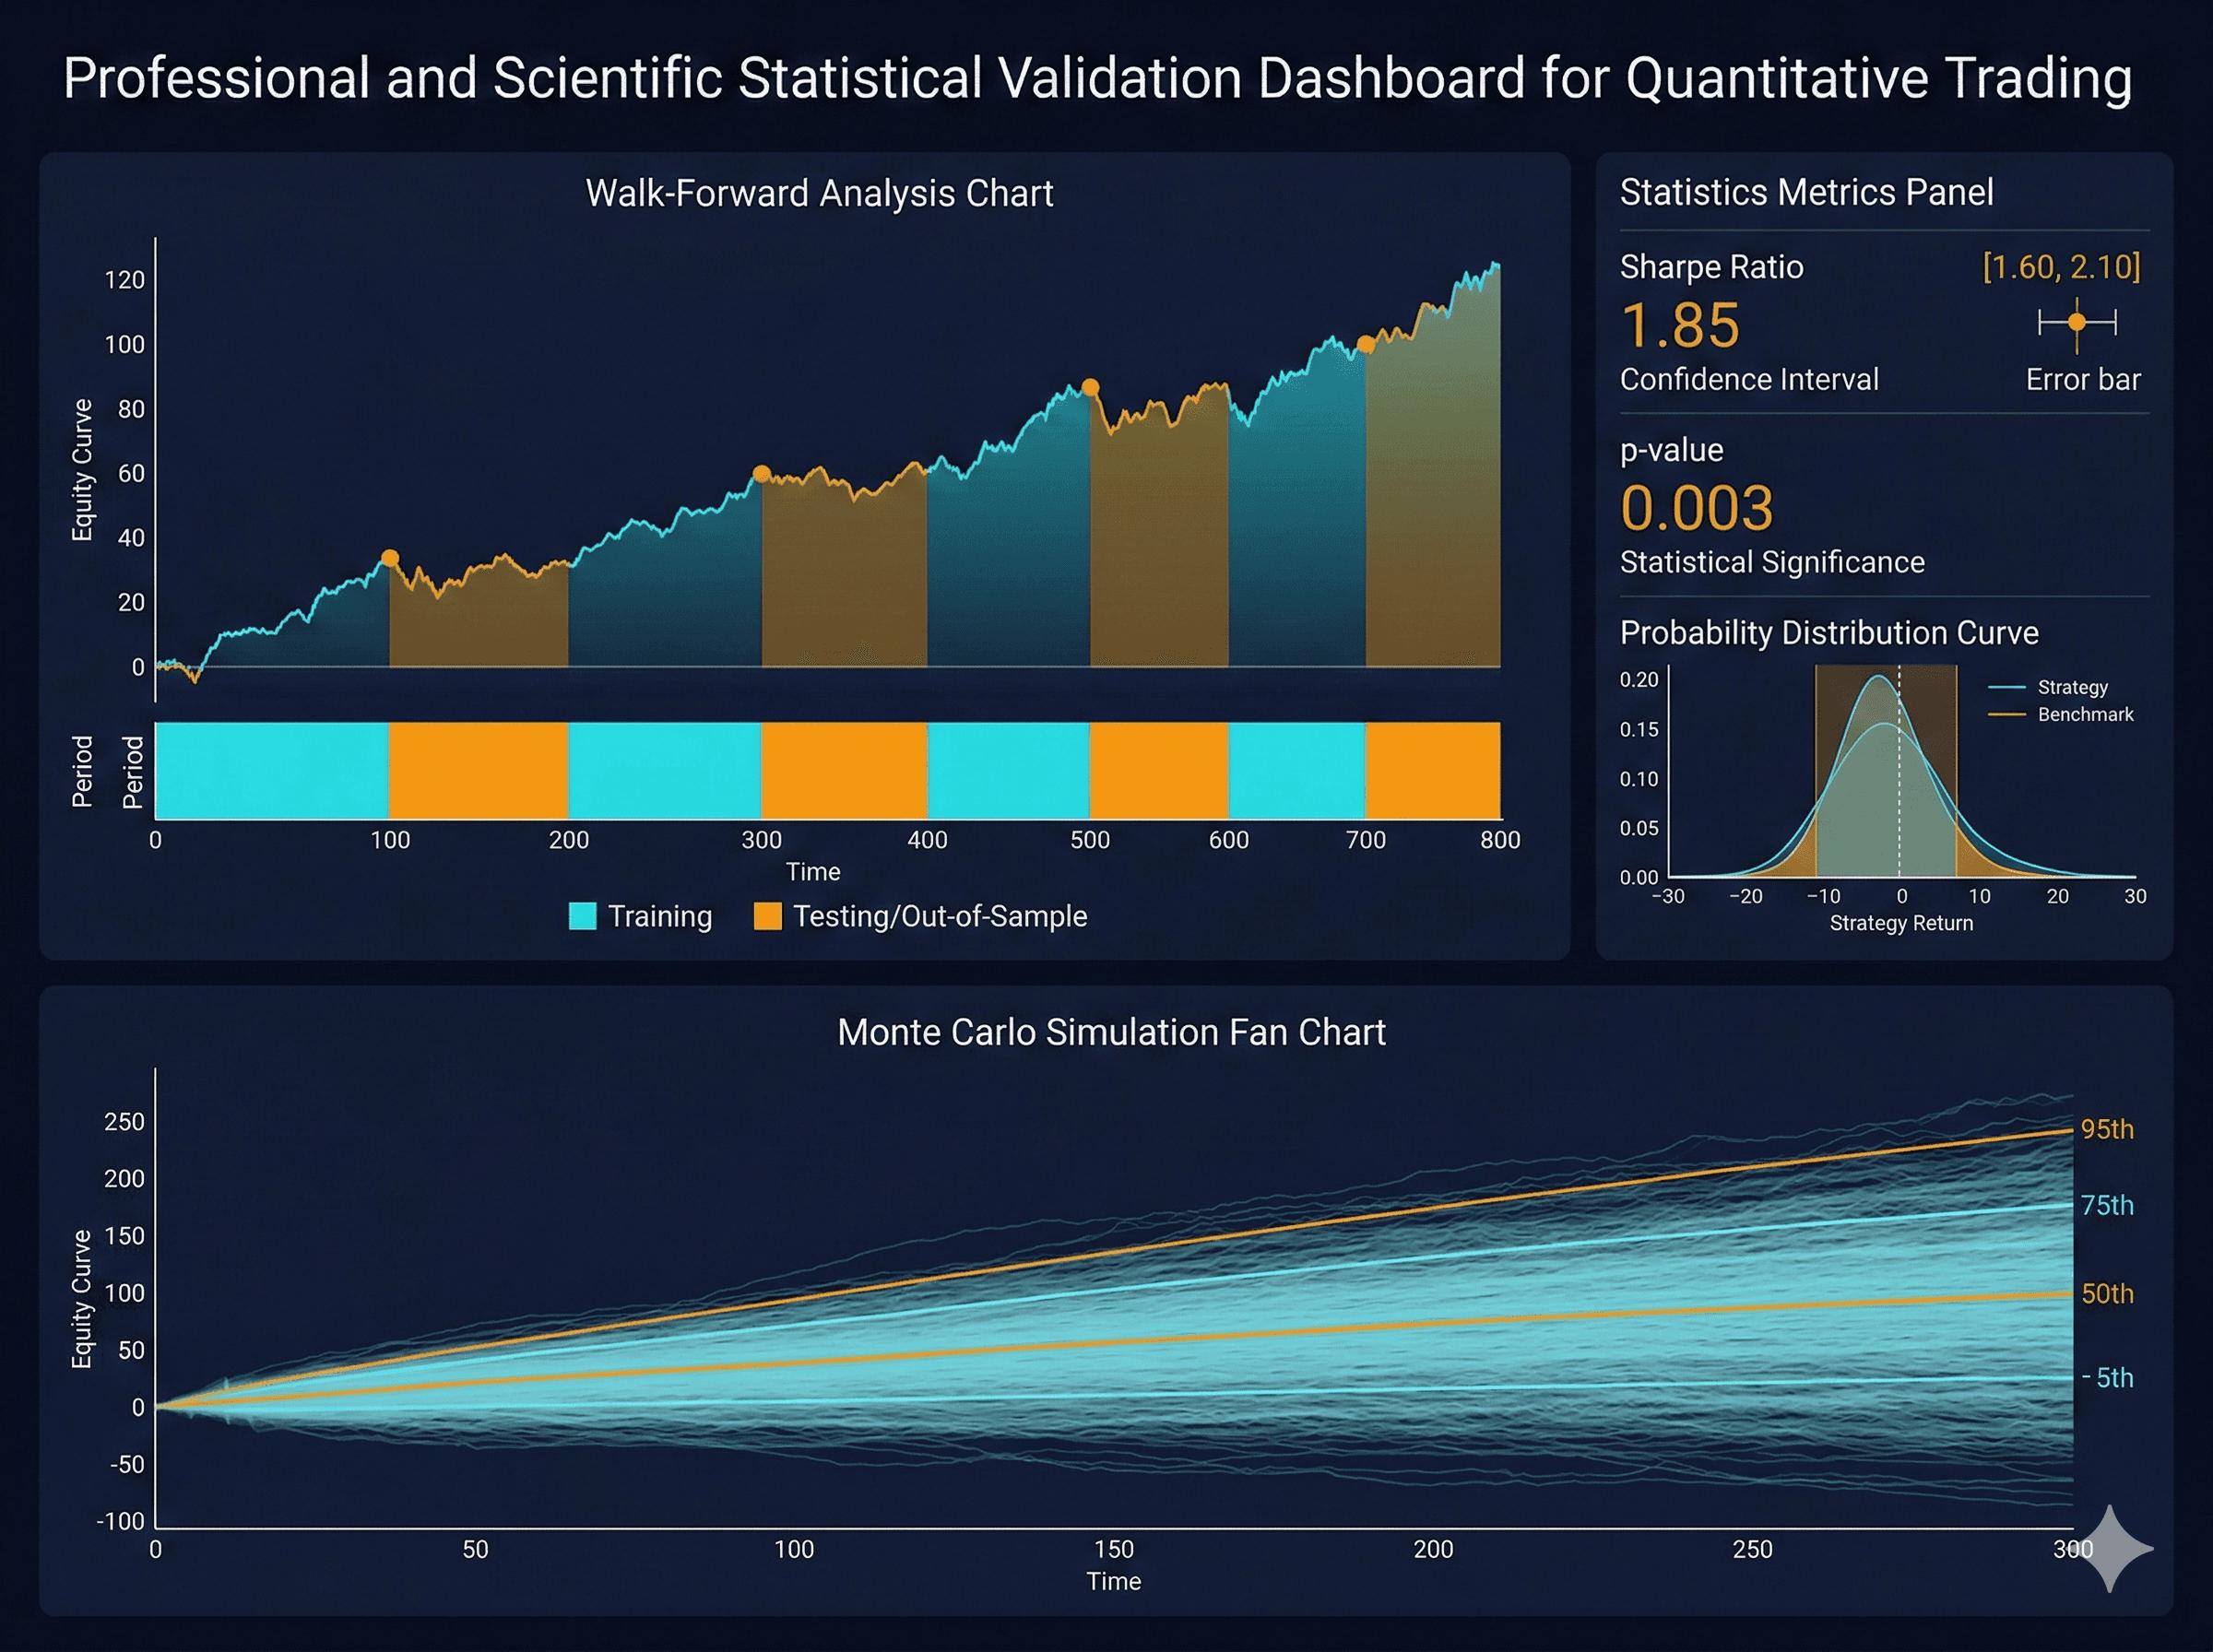 Professional and Scientific Statistical Validation Dashboard for Quantitative Trading
Walk-Forward Analysis Chart
Equity Curve
120
100
80
60
40
20
0
Period
Period
0 100 200 300 400 500 600 700 800
Time
Training Testing/Out-of-Sample
Statistics Metrics Panel
Sharpe Ratio [1.60, 2.10]
1.85
Confidence Interval Error bar
p-value
0.003
Statistical Significance
Probability Distribution Curve
0.20
0.15
0.10
0.05
0.00
Strategy
Benchmark
−30 −20 −10 0 10 20 30
Strategy Return
Monte Carlo Simulation Fan Chart
Equity Curve
250
200
150
100
50
0
-50
-100
95th
75th
50th
- 5th
0 50 100 150 200 250 300
Time